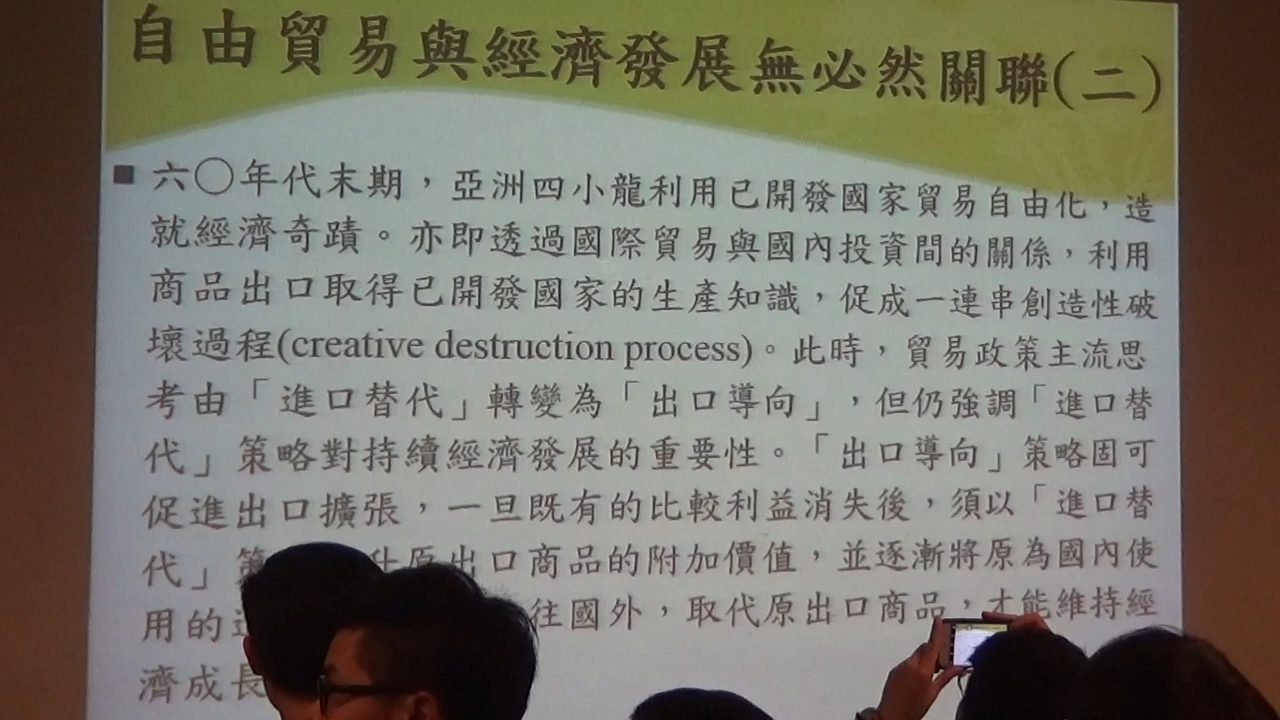 自由貿易與經濟發展無必然關聯(二)
六〇年代末期，亞洲四小龍利用已開發國家貿易自由化，造
就經濟奇蹟。亦即透過國際貿易與國內投資間的關係，利用
商品出口取得已開發國家的生產知識，促成一連串創造性破
壞過程(creative destruction process)。此時，貿易政策主流思
考由「進口替代」轉變為「出口導向」，但仍強調「進口替
代」策略對持續經濟發展的重要性。「出口導向」策略固可
促進出口擴張，一旦既有的比較利益消失後，須以「進口替
代」策升原出口商品的附加價值，並逐漸將原為國內使
用的往國外，取代原出口商品，才能維持經
濟成長